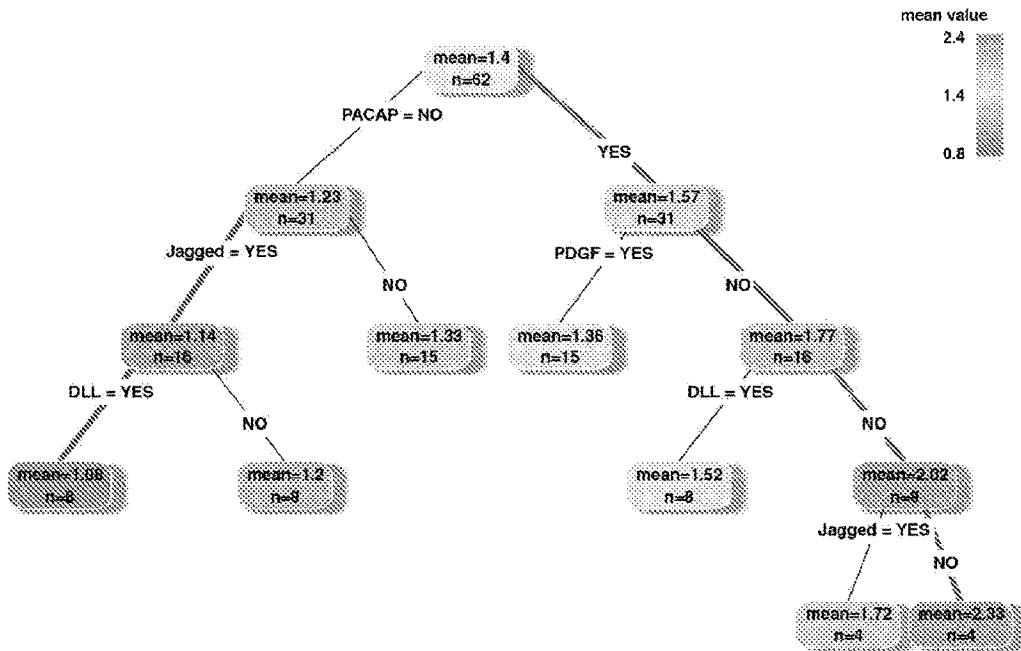 mean value
2.4
1.4
0.8
mean=1.4
n=62
PACAP = NO
YES
mean=1.23
n=31
mean=1.57
n=31
Jagged = YES
NO
PDGF = YES
NO
mean=1.14
n=16
mean=1.33
n=15
mean=1.36
n=15
mean=1.77
n=16
DLL = YES
NO
DLL = YES
NO
mean=1.08
n=8
mean=1.2
n=8
mean=1.52
n=8
mean=2.02
n=8
Jagged = YES
NO
mean=1.72
n=4
mean=2.33
n=4